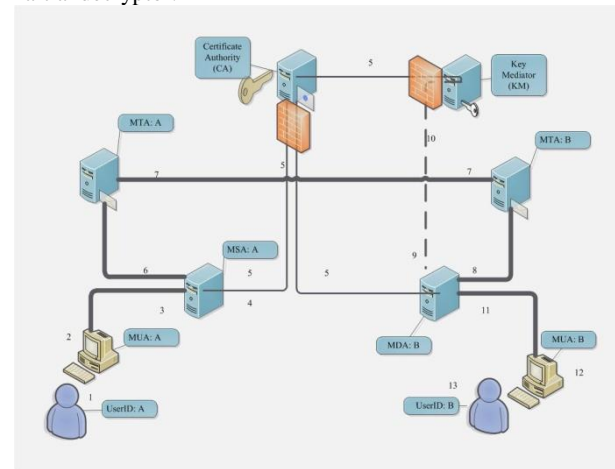 Certificate
Authority
(CA)
5
Key
Mediator
(KM)
MTA: A
10
MTA: B
5
7
7
MSA: A
6
5
5
9
8
3
4
11
2
MUA: A
MDA: B
MUA: B
12
1
13
UserID: A
UserID: B